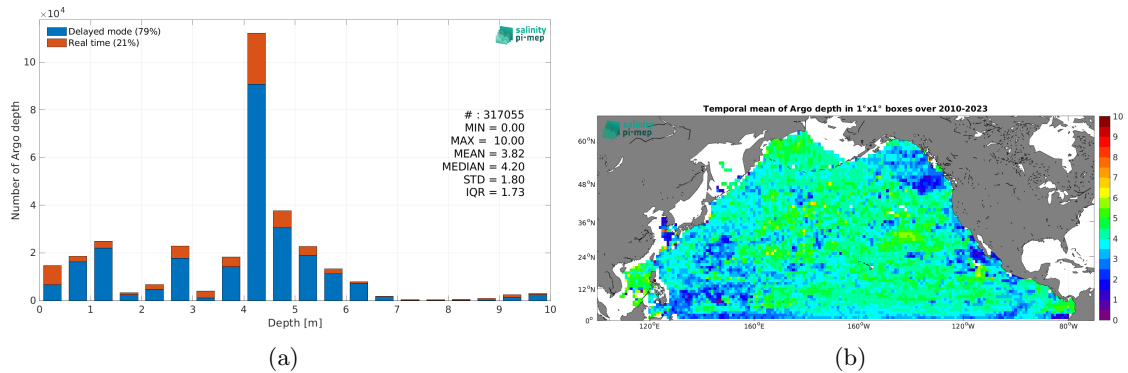 ×10⁴
Delayed mode (79%)
Real time (21%)
salinity
pi-mep
Number of Argo depth
10
8
6
4
2
0
# : 317055
MIN = 0.00
MAX = 10.00
MEAN = 3.82
MEDIAN = 4.20
STD = 1.80
IQR = 1.73
0 1 2 3 4 5 6 7 8 9 10
Depth [m]
(a)
Temporal mean of Argo depth in 1°x1° boxes over 2010-2023
salinity
pi-mep
60°N
48°N
36°N
24°N
12°N
0°
120°E 160°E 160°W 120°W 80°W
10
9
8
7
6
5
4
3
2
1
0
(b)